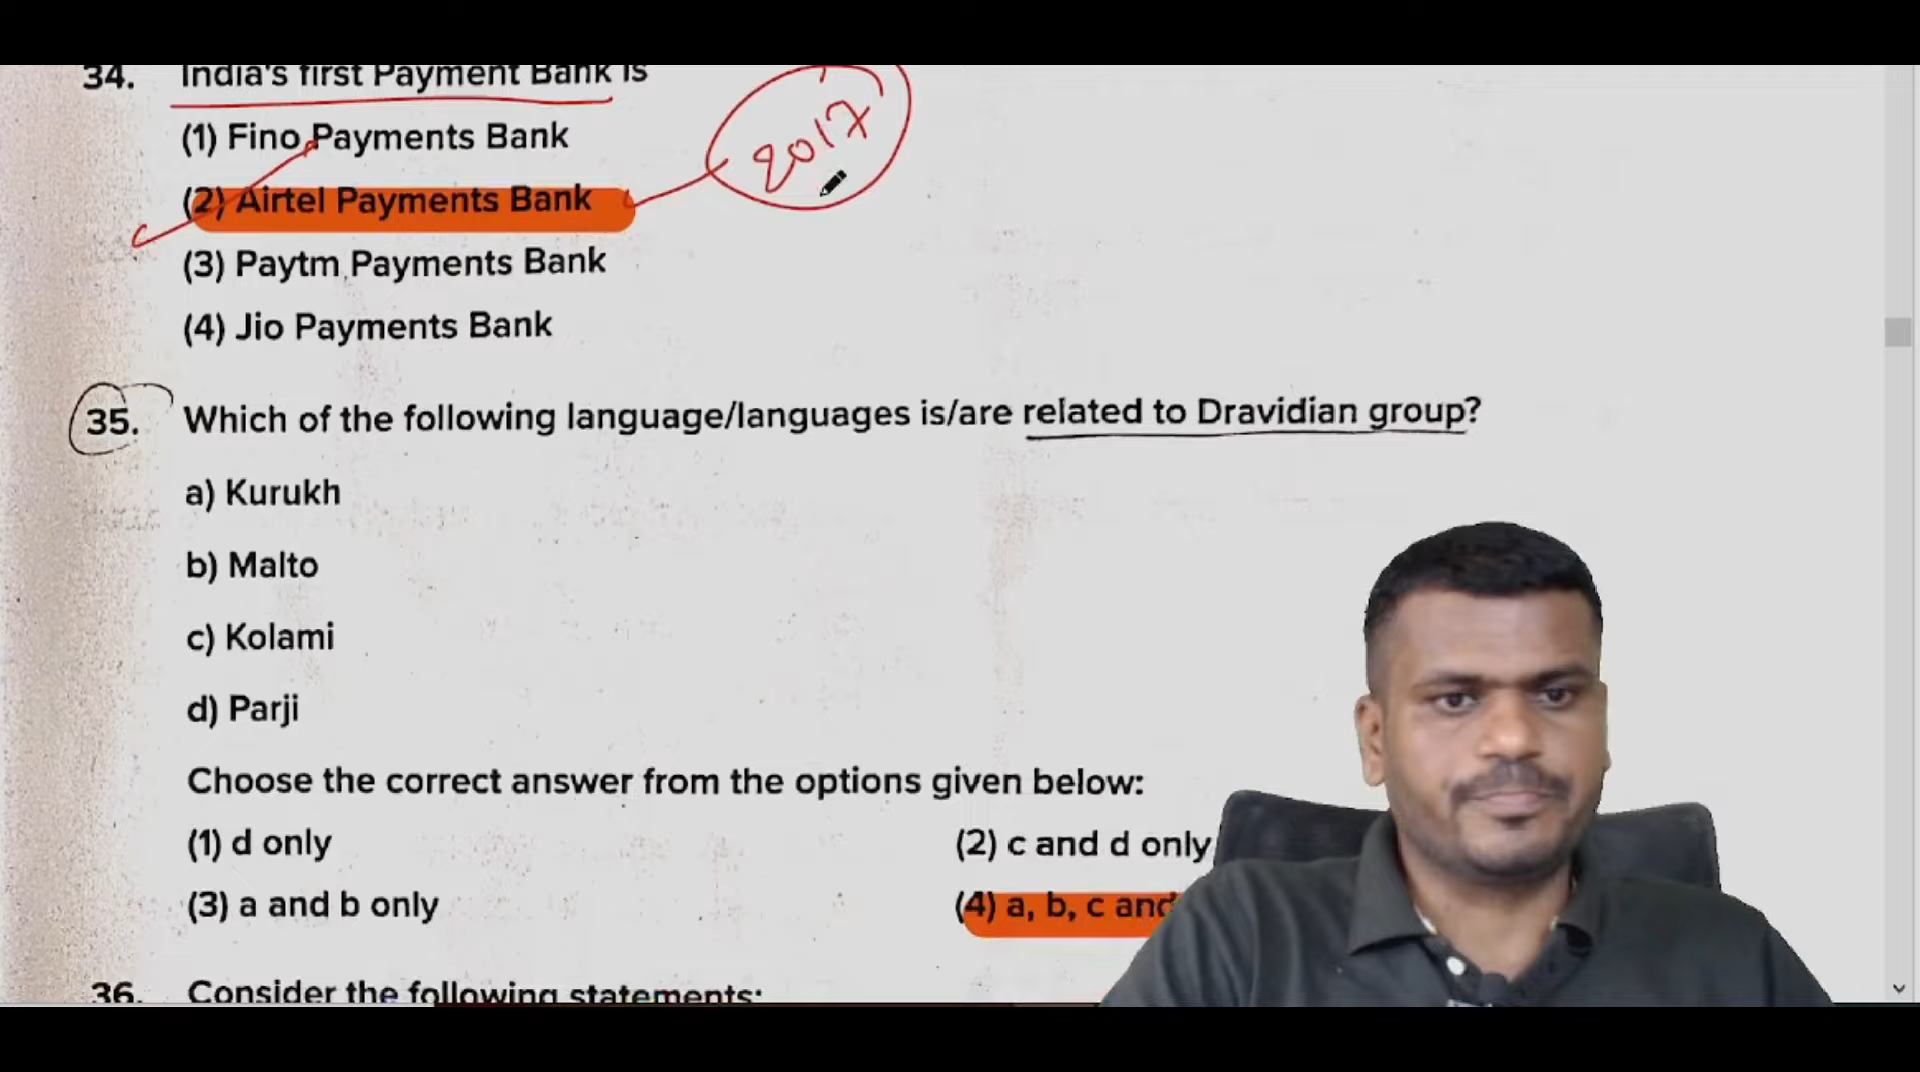 34. India's first Payment Bank is
(1) Fino Payments Bank
2017
(2) Airtel Payments Bank
(3) Paytm Payments Bank
(4) Jio Payments Bank
35. Which of the following language/languages is/are related to Dravidian group?
a) Kurukh
b) Malto
c) Kolami
d) Parji
Choose the correct answer from the options given below:
(1) d only
(2) c and d only
(3) a and b only
(4) a, b, c and
36. Consider the following statements: